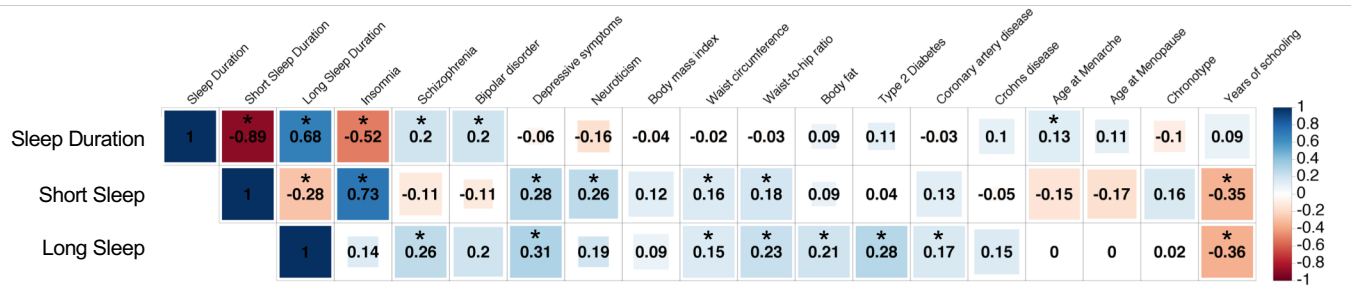 Sleep Duration
Short Sleep Duration
Long Sleep Duration
Insomnia
Schizophrenia
Bipolar disorder
Depressive symptoms
Neuroticism
Body mass index
Waist circumference
Waist-to-hip ratio
Body fat
Type 2 Diabetes
Coronary artery disease
Crohns disease
Age at Menarche
Age at Menopause
Chronotype
Years of schooling
Sleep Duration 1 * -0.89 * 0.68 * -0.52 * 0.2 * 0.2 -0.06 -0.16 -0.04 -0.02 -0.03 0.09 0.11 -0.03 0.1 * 0.13 0.11 -0.1 0.09
Short Sleep 1 * -0.28 * 0.73 -0.11 -0.11 * 0.28 * 0.26 0.12 * 0.16 * 0.18 0.09 0.04 0.13 -0.05 -0.15 -0.17 0.16 * -0.35
Long Sleep 1 0.14 * 0.26 0.2 * 0.31 0.19 0.09 * 0.15 * 0.23 * 0.21 * 0.28 * 0.17 0.15 0 0 0.02 * -0.36
1
0.8
0.6
0.4
0.2
0
-0.2
-0.4
-0.6
-0.8
-1